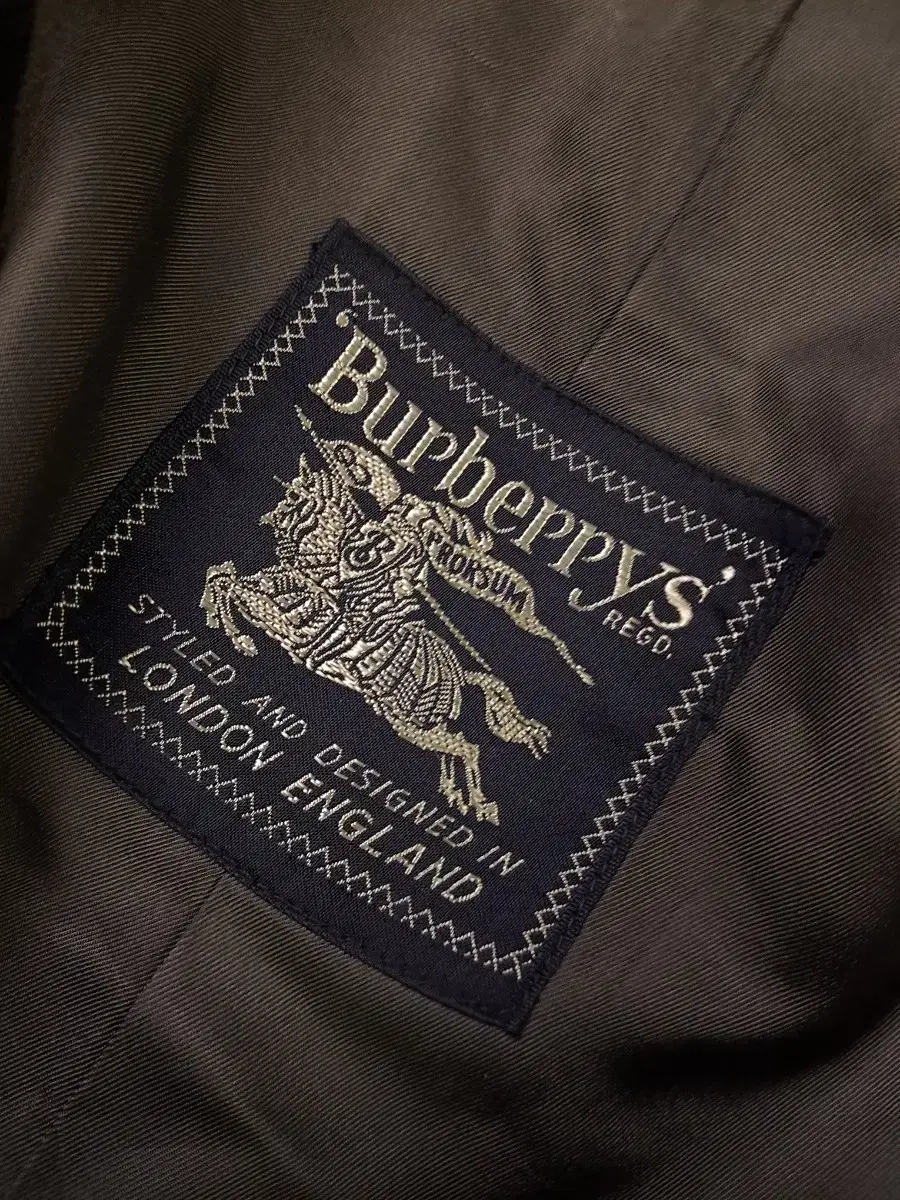 'Burberrys'
REGD.
PRORSUM
STYLED AND DESIGNED IN
LONDON ENGLAND